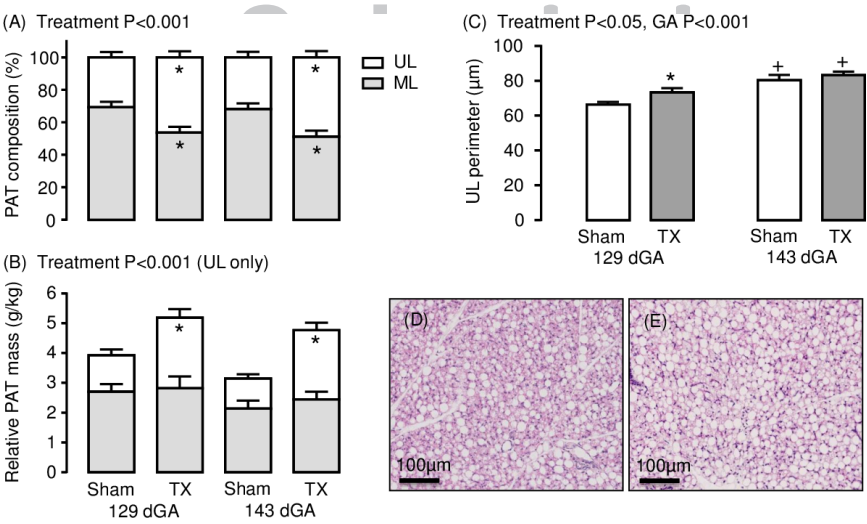 (A) Treatment P<0.001
PAT composition (%)
100
80
60
40
20
0
* * * *
UL
ML
(B) Treatment P<0.001 (UL only)
Relative PAT mass (g/kg)
6
5
4
3
2
1
0
* *
Sham TX Sham TX
129 dGA 143 dGA
(C) Treatment P<0.05, GA P<0.001
UL perimeter (µm)
100
80
60
40
20
0
* + +
Sham TX Sham TX
129 dGA 143 dGA
(D)
100µm
(E)
100µm